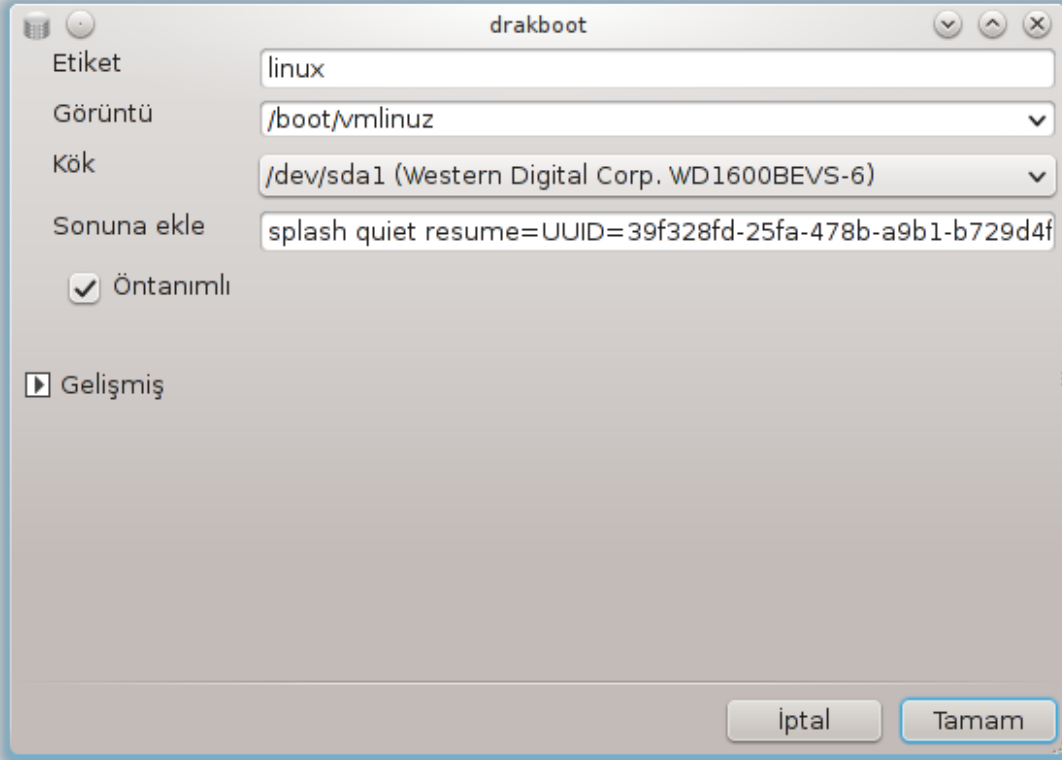 drakboot
Etiket linux
Görüntü /boot/vmlinuz
Kök /dev/sda1 (Western Digital Corp. WD1600BEVS-6)
Sonuna ekle splash quiet resume=UUID=39f328fd-25fa-478b-a9b1-b729d4f
Öntanımlı
Gelişmiş
İptal Tamam